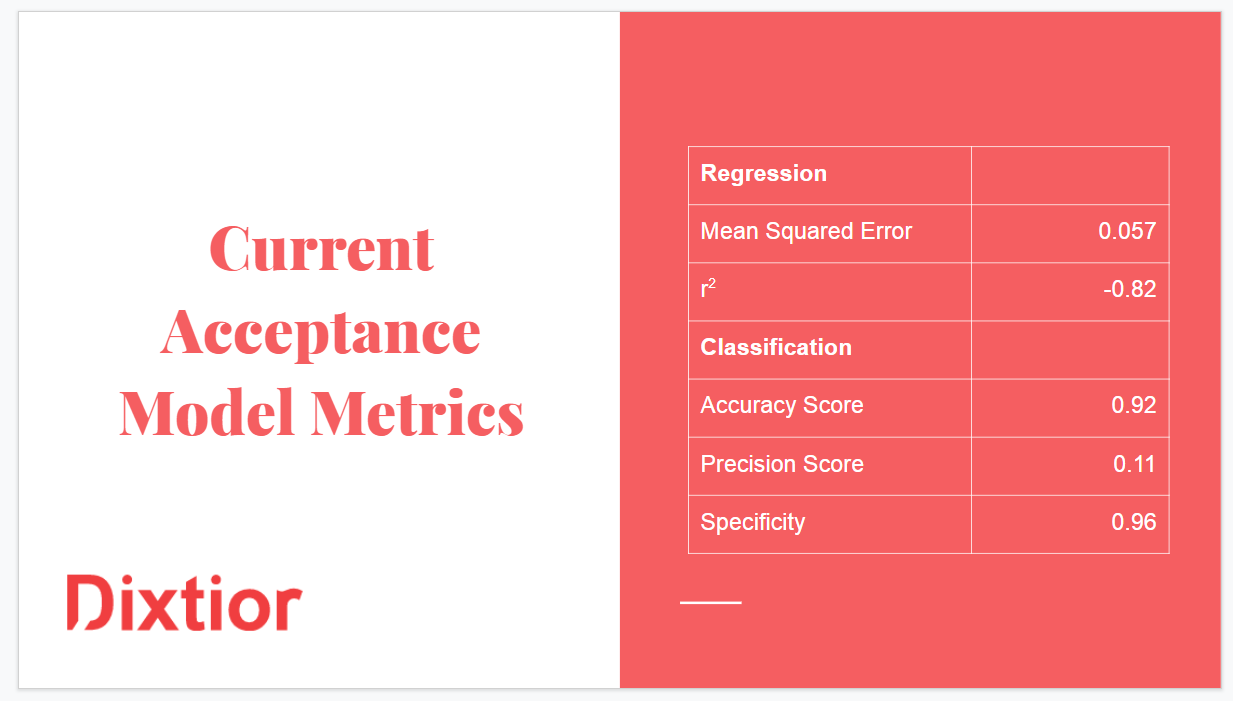 Current
Acceptance
Model Metrics
Dixtior
Regression
Mean Squared Error 0.057
r² -0.82
Classification
Accuracy Score 0.92
Precision Score 0.11
Specificity 0.96